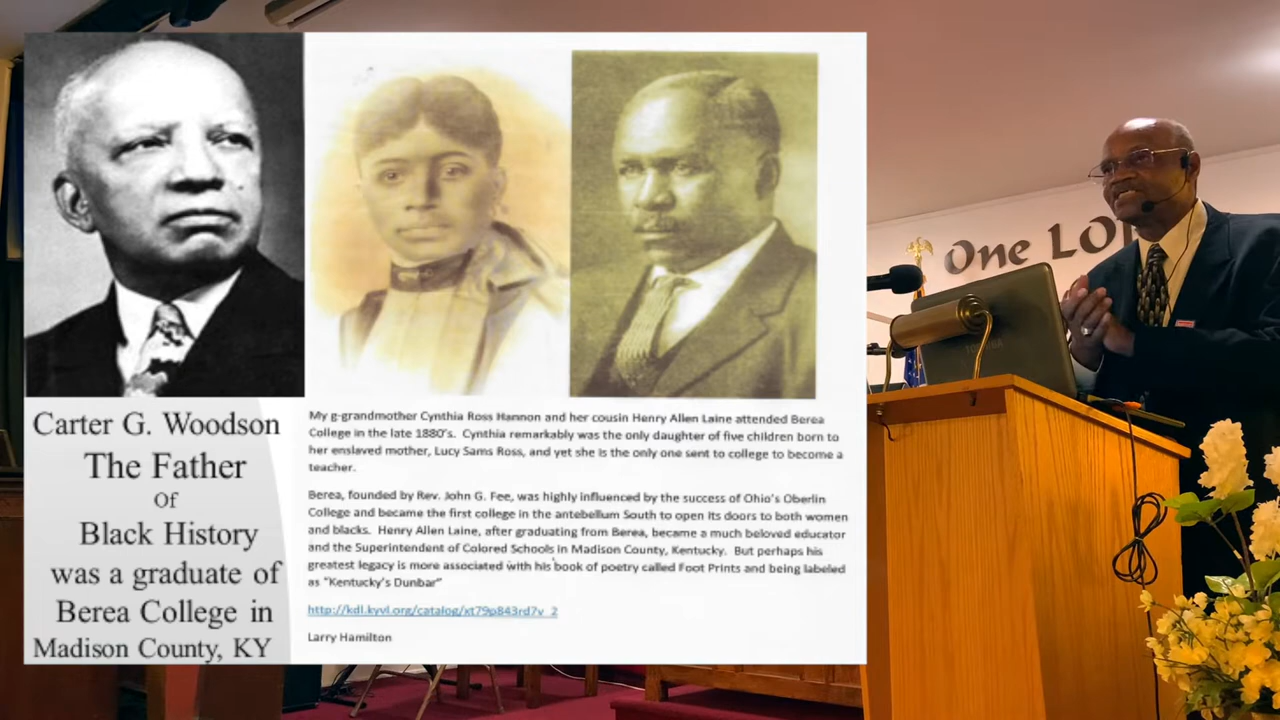 Carter G. Woodson
The Father
Of
Black History
was a graduate of
Berea College in
Madison County, KY
My g-grandmother Cynthia Ross Hannon and her cousin Henry Allen Laine attended Berea
College in the late 1880's. Cynthia remarkably was the only daughter of five children born to
her enslaved mother, Lucy Sams Ross, and yet she is the only one sent to college to become a
teacher.
Berea, founded by Rev. John G. Fee, was highly influenced by the success of Ohio's Oberlin
College and became the first college in the antebellum South to open its doors to both women
and blacks. Henry Allen Laine, after graduating from Berea, became a much beloved educator
and the Superintendent of Colored Schools in Madison County, Kentucky. But perhaps his
greatest legacy is more associated with his book of poetry called Foot Prints and being labeled
as "Kentucky's Dunbar"
http://kdl.kyvl.org/catalog/xt79p843rd7v_2
Larry Hamilton
One LO